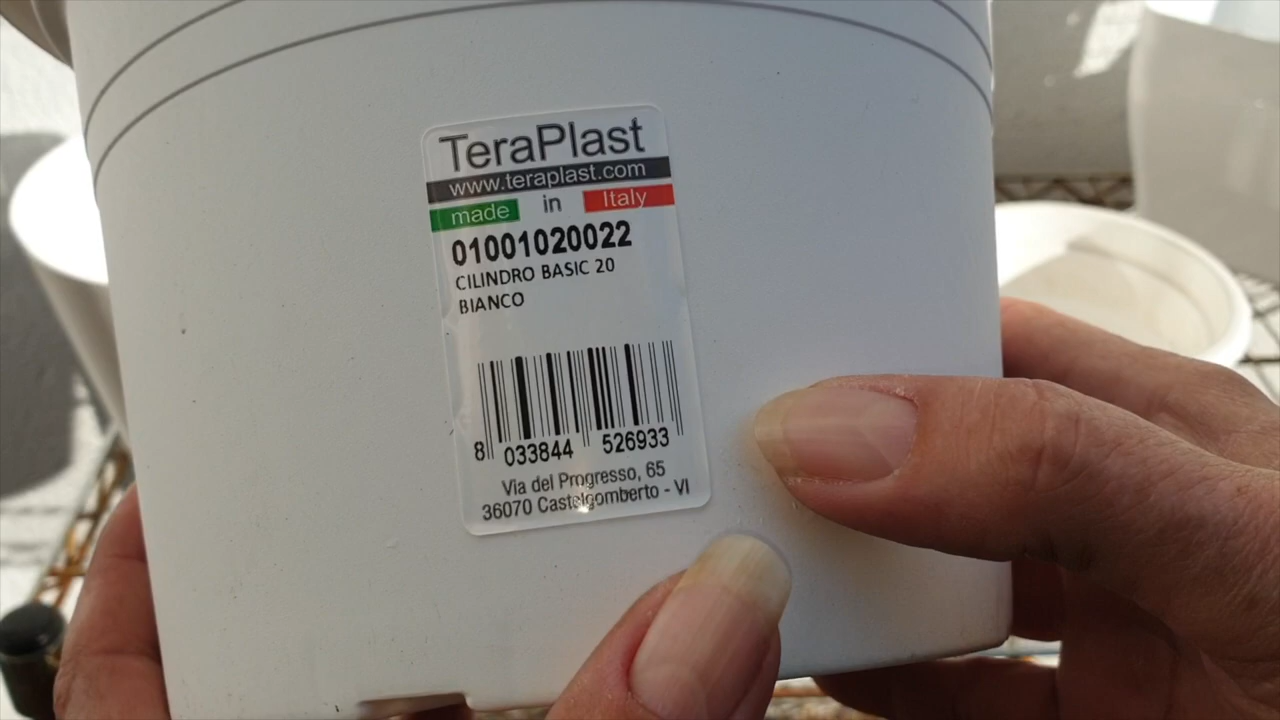 TeraPlast
www.teraplast.com
made in Italy
01001020022
CILINDRO BASIC 20
BIANCO
8 033844 526933
Via del Progresso, 65
36070 Castelgomberto - VI